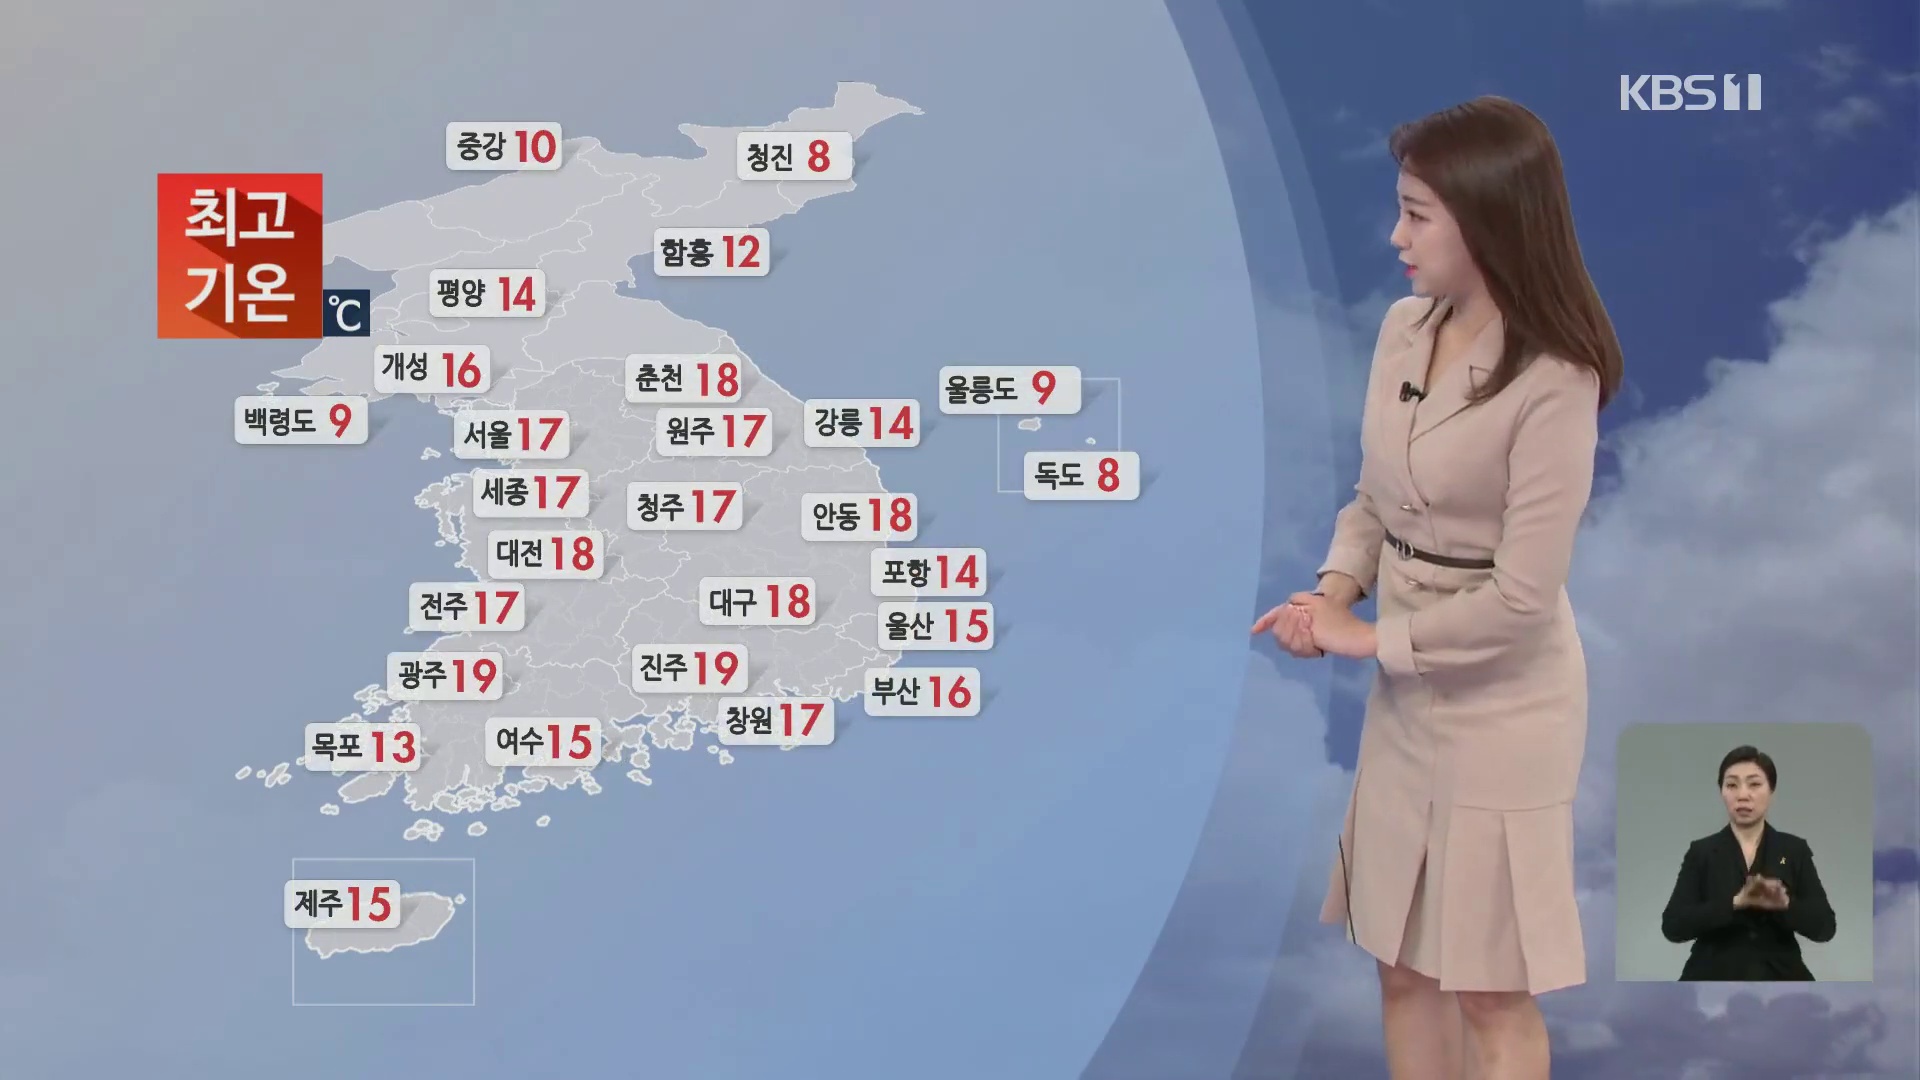 KBS 1
최고
기온
℃
중강 10
청진 8
함흥 12
평양 14
개성 16
춘천 18
울릉도 9
백령도 9
서울 17
원주 17
강릉 14
독도 8
세종 17
청주 17
안동 18
대전 18
포항 14
전주 17
대구 18
울산 15
광주 19
진주 19
부산 16
목포 13
여수 15
창원 17
제주 15